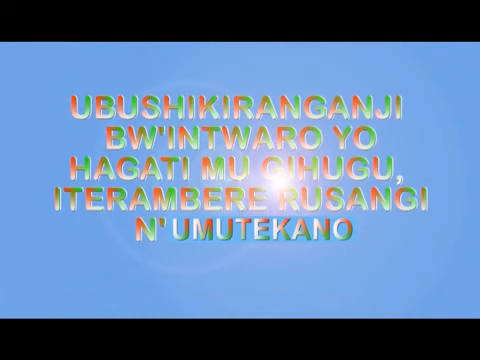 UBUSHIKIRANGANJI
BW'INTWARO YO
HAGATI MU GIHUGU,
ITERAMBERE RUSANGI
N' UMUTEKANO